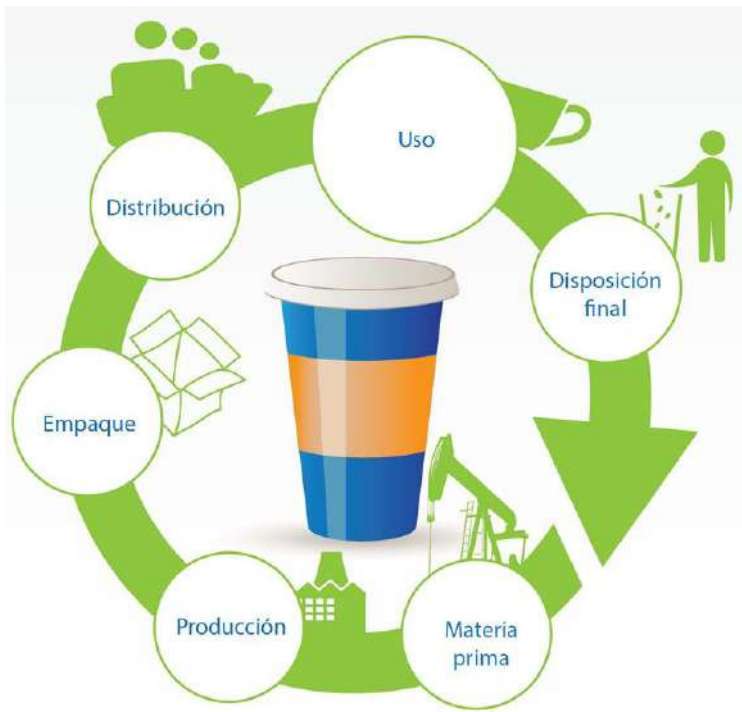 Uso
Distribución
Disposición
final
Empaque
Producción
Materia
prima